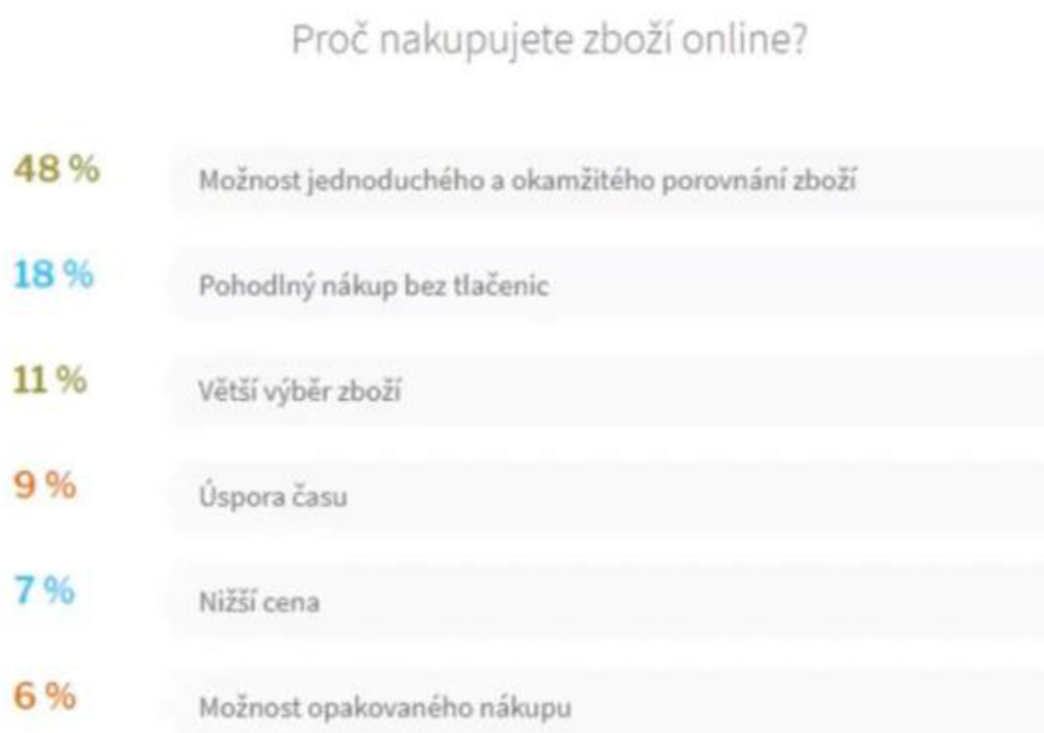 Proč nakupujete zboží online?
48 % Možnost jednoduchého a okamžitého porovnání zboží
18 % Pohodlný nákup bez tlačenic
11 % Větší výběr zboží
9 % Úspora času
7 % Nižší cena
6 % Možnost opakovaného nákupu